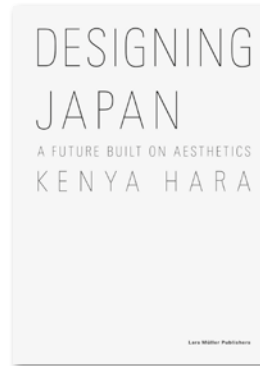 DESIGNING
JAPAN
A FUTURE BUILT ON AESTHETICS
KENYA HARA
Lars Müller Publishers